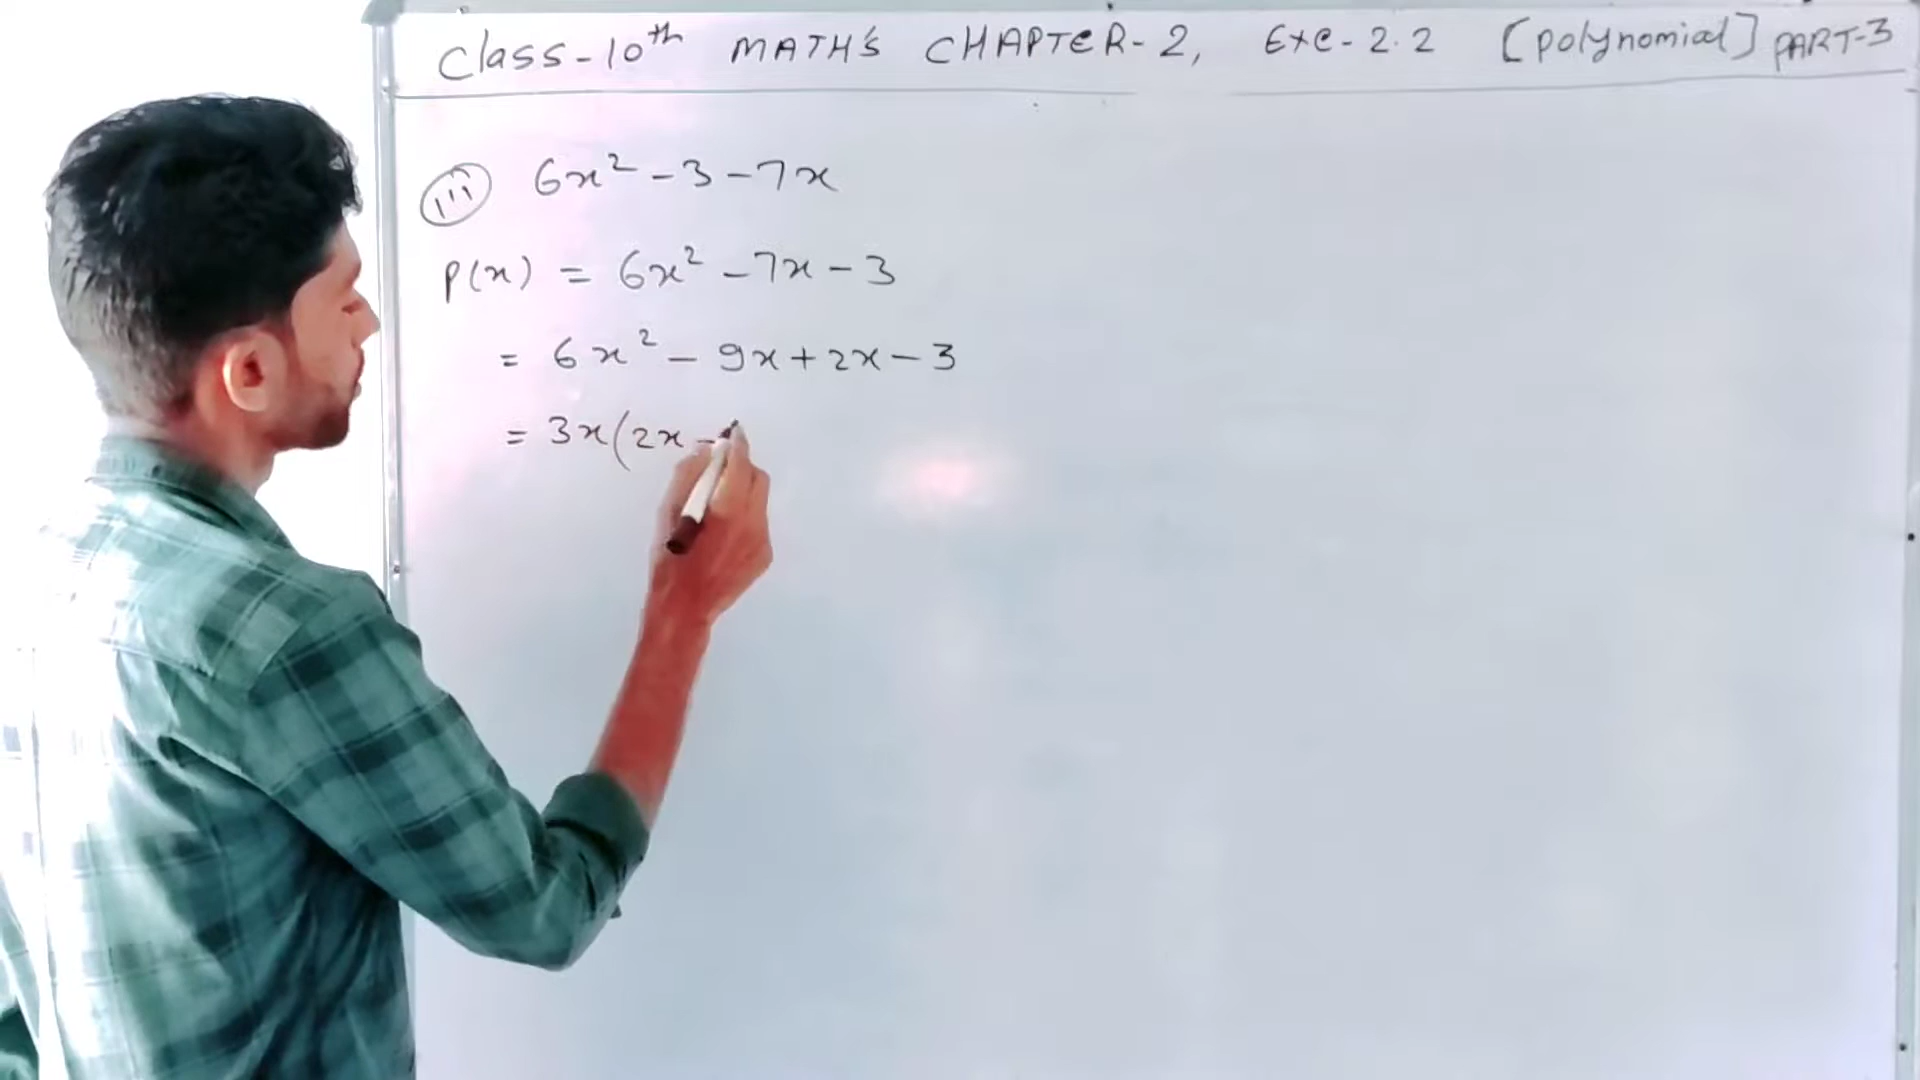 Class-10th MATH'S CHAPTER-2, Exe-2.2 [polynomial] PART-3
(iii) 6x² - 3 - 7x
P(x) = 6x² - 7x - 3
= 6x² - 9x + 2x - 3
= 3x(2x -